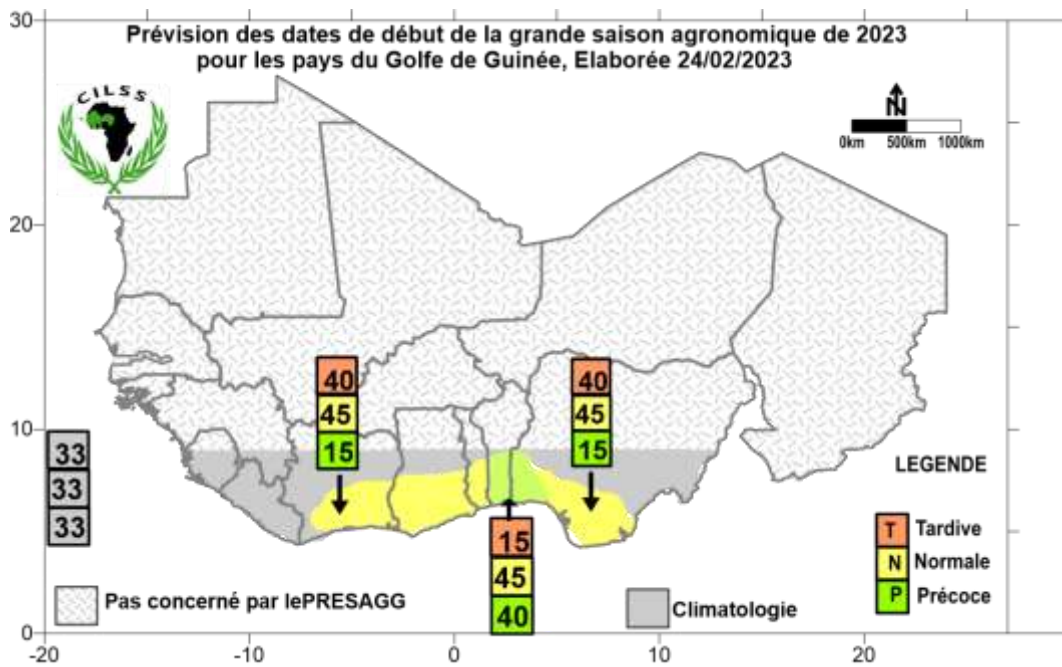 Prévision des dates de début de la grande saison agronomique de 2023
pour les pays du Golfe de Guinée, Elaborée 24/02/2023
CILSS
N
0km 500km 1000km
30
20
10
0
-20 -10 0 10 20
33
33
33
40
45
15
40
45
15
15
45
40
LEGENDE
T Tardive
N Normale
P Précoce
Pas concerné par lePRESAGG
Climatologie